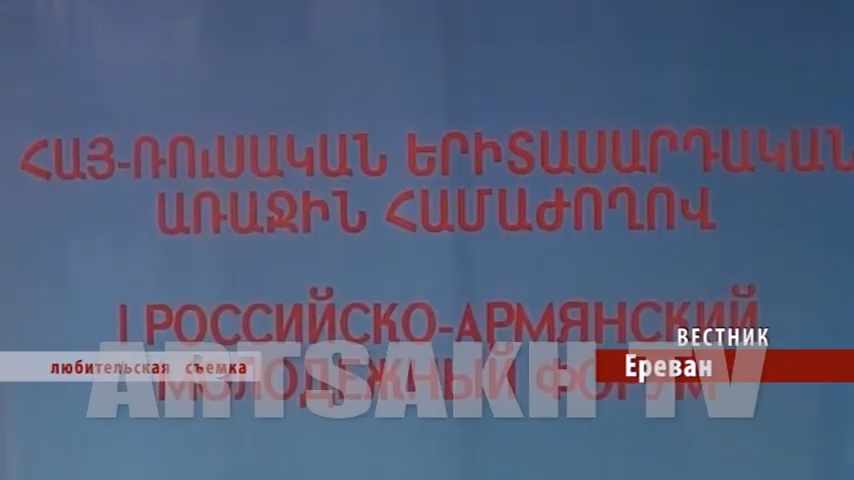 ՀԱՅ-ՌՈւՍԱԿԱՆ ԵՐԻՏԱՍԱՐԴԱԿԱՆ
ԱՌԱՋԻՆ ՀԱՄԱԺՈՂՈՎ
I РОССИЙСКО-АРМЯНСКИЙ
МОЛОДЕЖНЫЙ ФОРУМ
ВЕСТНИК
любительская съемка
Ереван
ARTSAKH TV